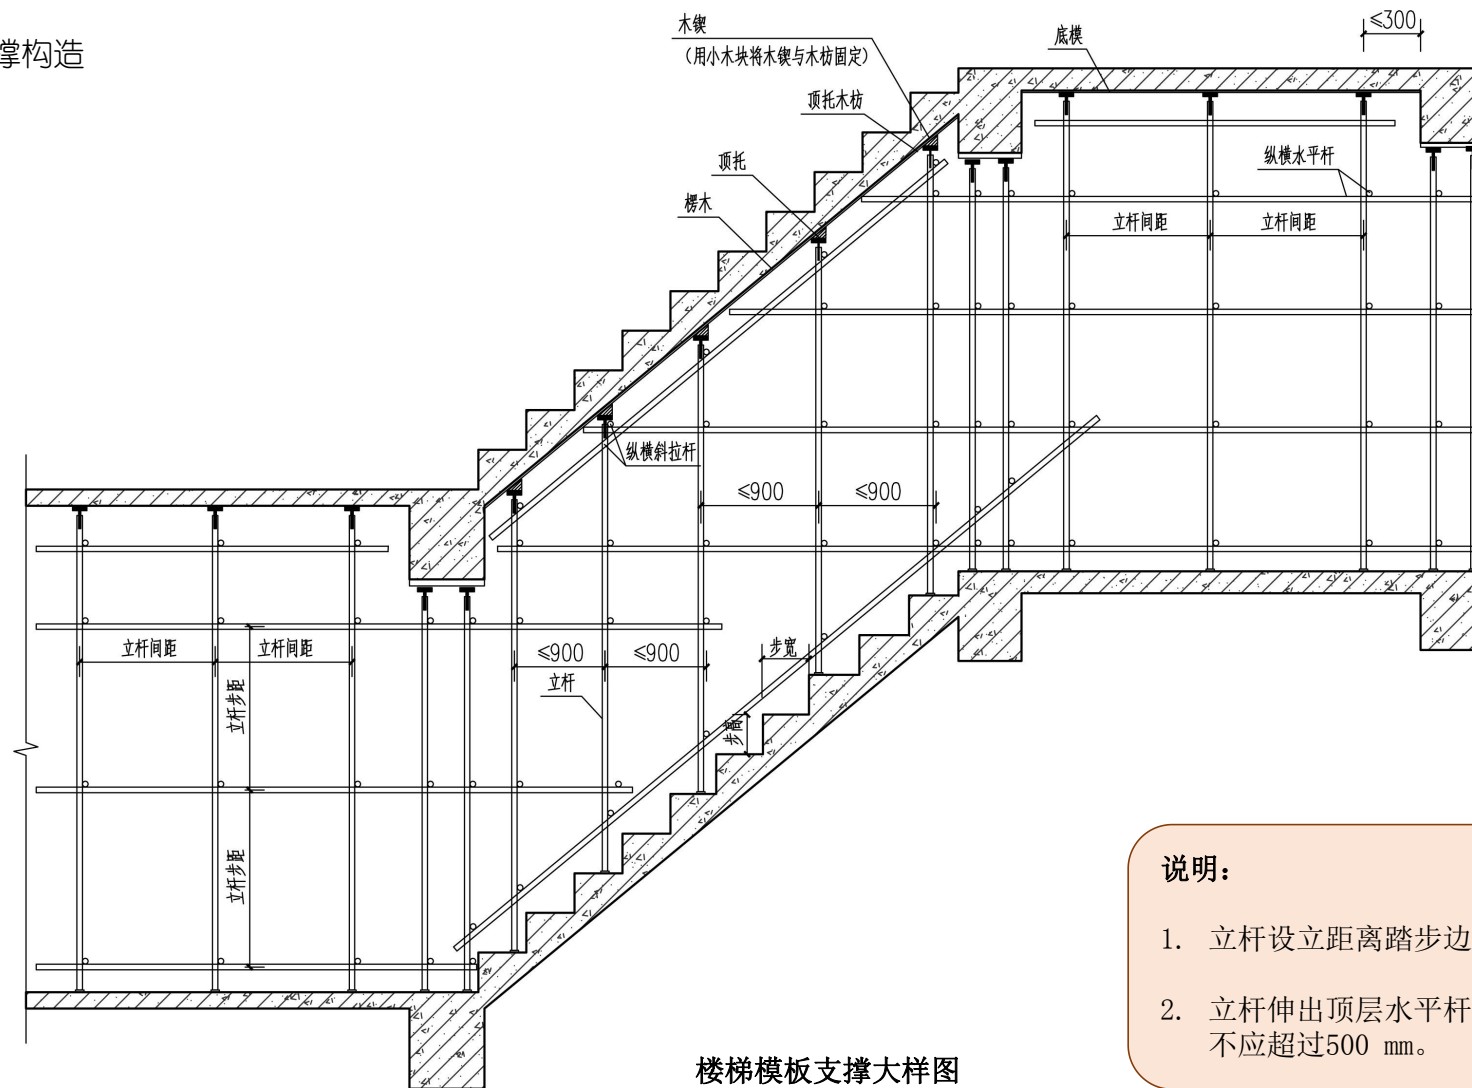 撑构造
木楔
(用小木块将木楔与木枋固定)
底模
≤300
顶托木枋
顶托
楞木
纵横水平杆
立杆间距
立杆间距
纵横斜拉杆
≤900
≤900
立杆间距
立杆间距
≤900
≤900
立杆
步宽
步高
立杆步距
立杆步距
说明：
1. 立杆设立距离踏步边
2. 立杆伸出顶层水平杆
不应超过500 mm。
楼梯模板支撑大样图